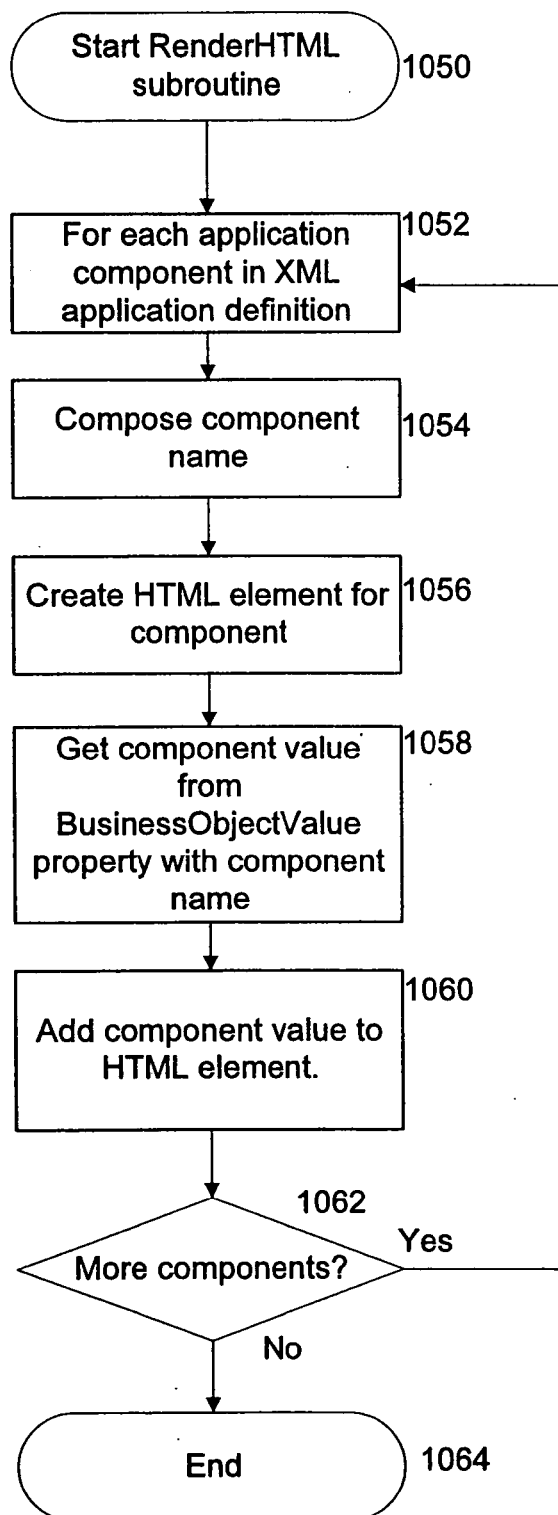 Start RenderHTML
subroutine
1050
1052
For each application
component in XML
application definition
Compose component
name
1054
Create HTML element for
component
1056
1058
Get component value
from
BusinessObjectValue
property with component
name
1060
Add component value to
HTML element.
1062
More components?
Yes
No
End
1064